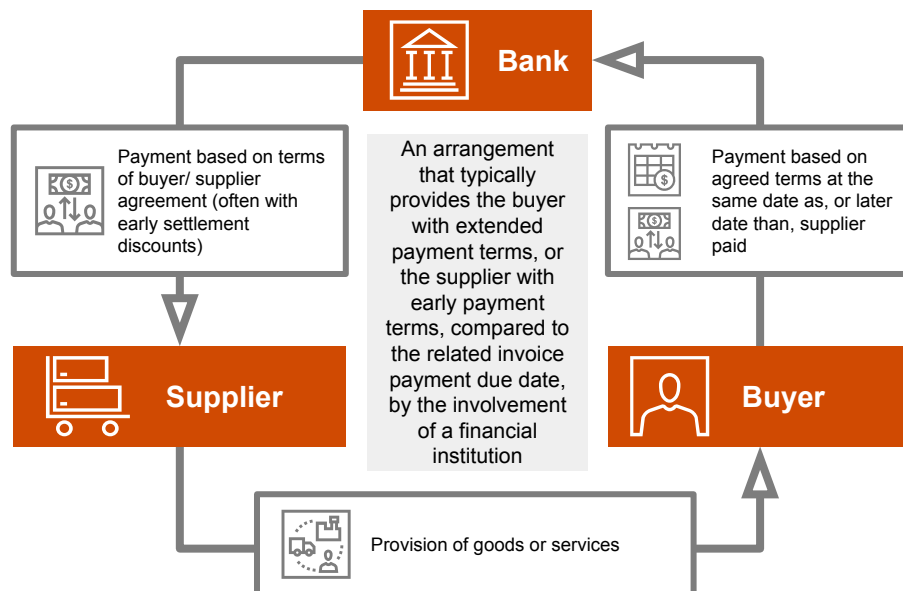 Bank
Payment based on terms
of buyer/ supplier
agreement (often with
early settlement
discounts)
An arrangement
that typically
provides the buyer
with extended
payment terms, or
the supplier with
early payment
terms, compared to
the related invoice
payment due date,
by the involvement
of a financial
institution
Payment based on
agreed terms at the
same date as, or later
date than, supplier
paid
Supplier
Buyer
Provision of goods or services